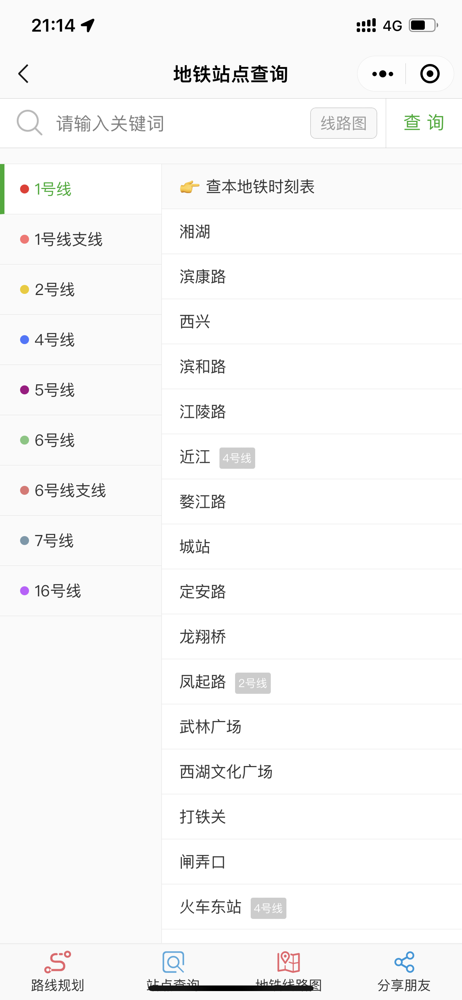 21:14
4G
地铁站点查询
请输入关键词
线路图
查 询
1号线
1号线支线
2号线
4号线
5号线
6号线
6号线支线
7号线
16号线
👉 查本地铁时刻表
湘湖
滨康路
西兴
滨和路
江陵路
近江 4号线
婺江路
城站
定安路
龙翔桥
凤起路 2号线
武林广场
西湖文化广场
打铁关
闸弄口
火车东站 4号线
路线规划
站点查询
地铁线路图
分享朋友